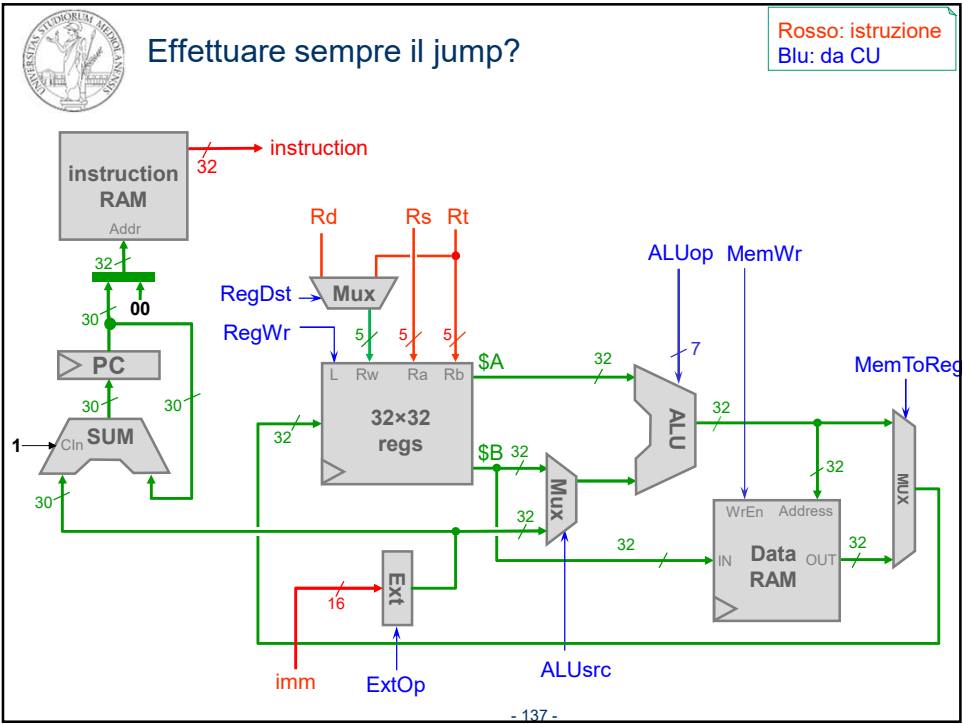 UNIVERSITAS STUDIORUM MEDIOLANENSIS
Effettuare sempre il jump?
Rosso: istruzione
Blu: da CU
instruction
RAM
Addr
32
instruction
32
00
30
PC
30
30
1
CIn
SUM
30
Rd
Rs
Rt
RegDst
Mux
RegWr
5
5
5
L
Rw
Ra
Rb
32×32
regs
32
$A
32
$B
32
Mux
32
ALUop
MemWr
7
ALU
32
MemToReg
32
MUX
WrEn
Address
IN
Data
RAM
OUT
32
32
Ext
16
imm
ExtOp
ALUsrc
- 137 -